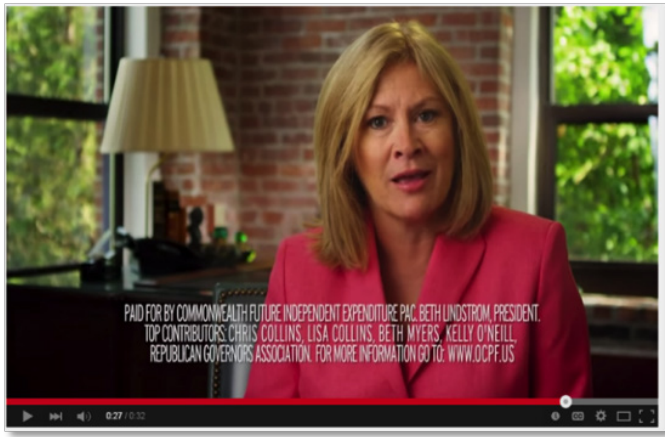 PAID FOR BY COMMONWEALTH FUTURE INDEPENDENT EXPENDITURE PAC. BETH LINDSTROM, PRESIDENT.
TOP CONTRIBUTORS: CHRIS COLLINS, LISA COLLINS, BETH MYERS, KELLY O'NEILL,
REPUBLICAN GOVERNORS ASSOCIATION. FOR MORE INFORMATION GO TO: WWW.OCPF.US
0:27 / 0:32